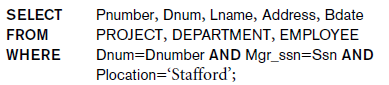 SELECT Pnumber, Dnum, Lname, Address, Bdate
FROM PROJECT, DEPARTMENT, EMPLOYEE
WHERE Dnum=Dnumber AND Mgr_ssn=Ssn AND
Plocation=‘Stafford’;